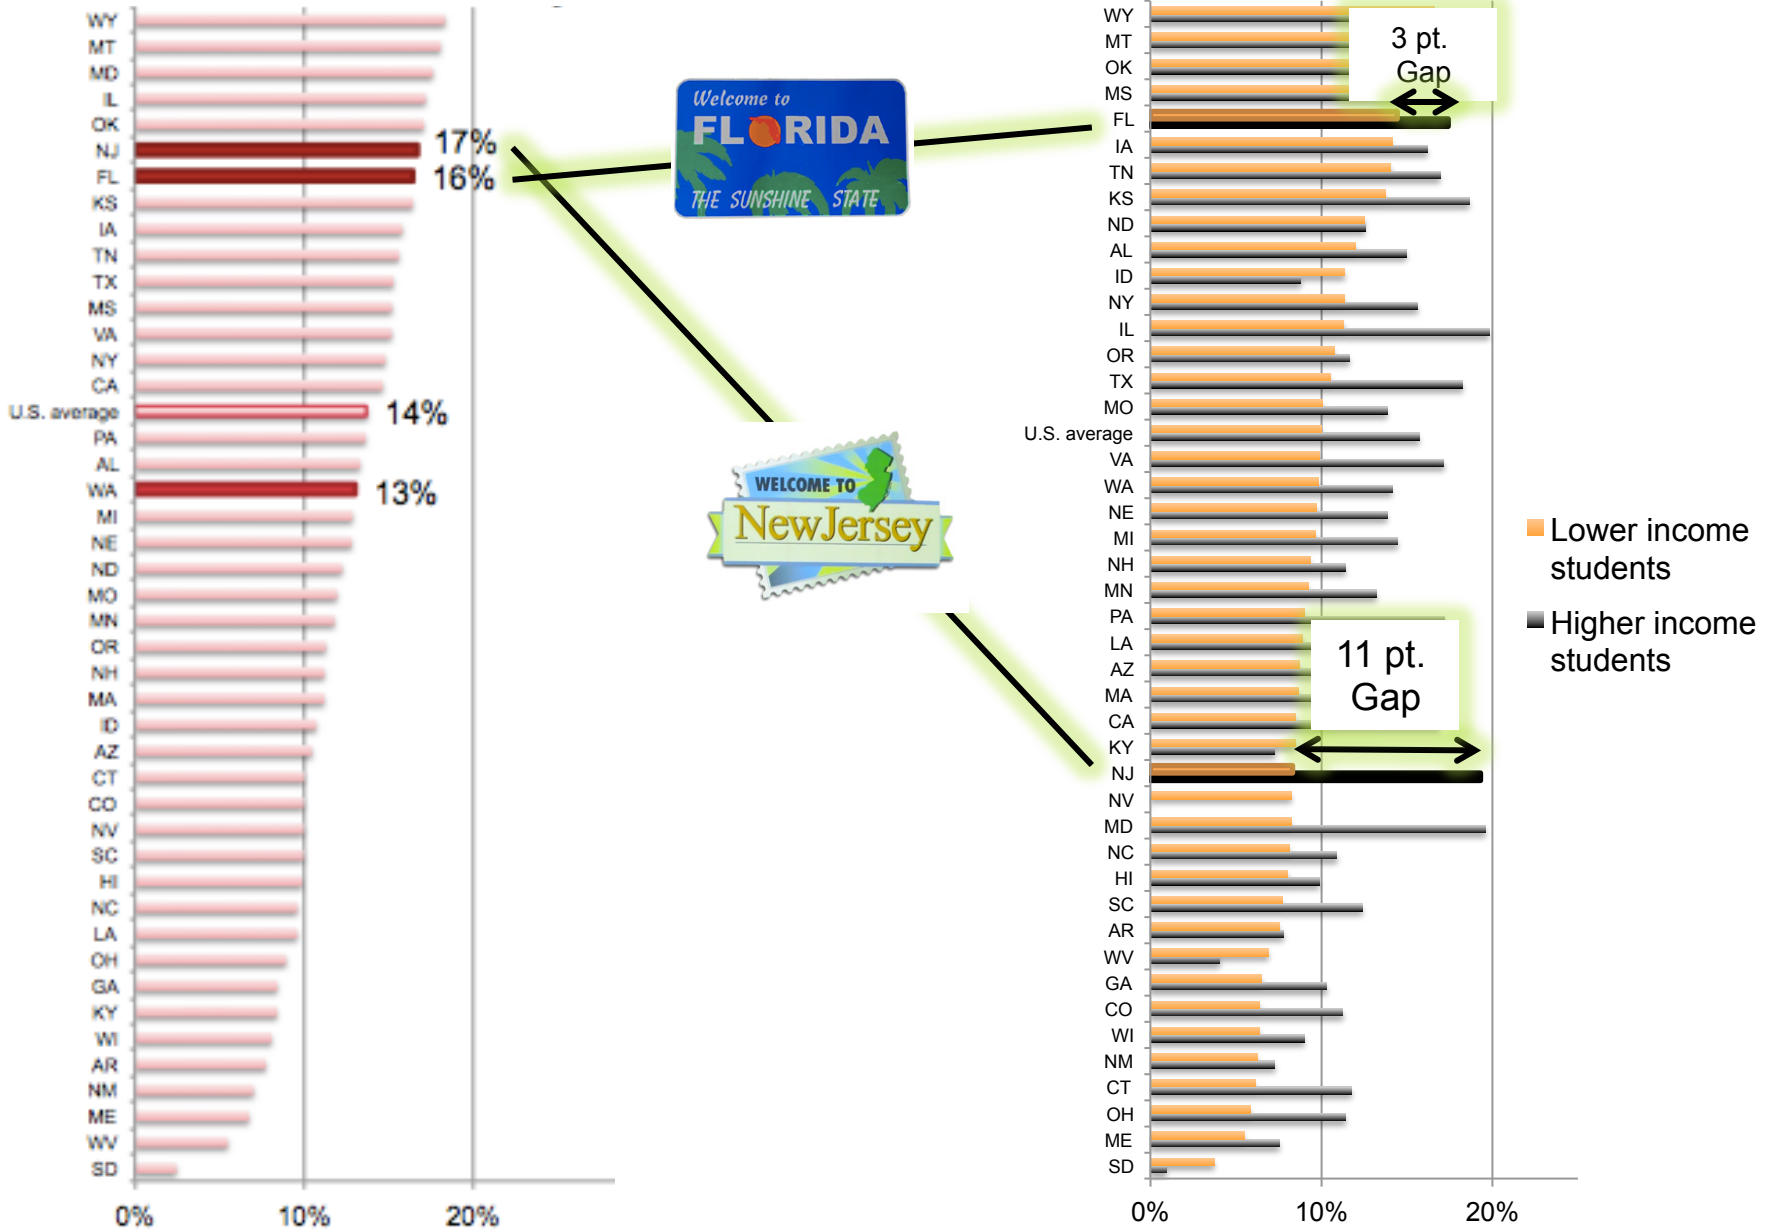 WY
MT
MD
IL
OK
NJ 17%
FL 16%
KS
IA
TN
TX
MS
VA
NY
CA
U.S. average 14%
PA
AL
WA 13%
MI
NE
ND
MO
MN
OR
NH
MA
ID
AZ
CT
CO
NV
SC
HI
NC
LA
OH
GA
KY
WI
AR
NM
ME
WV
SD
0% 10% 20%
Welcome to
FLORIDA
THE SUNSHINE STATE
WELCOME TO
New Jersey
WY
MT
OK
MS
FL
IA
TN
KS
ND
AL
ID
NY
IL
OR
TX
MO
U.S. average
VA
WA
NE
MI
NH
MN
PA
LA
AZ
MA
CA
KY
NJ
NV
MD
NC
HI
SC
AR
WV
GA
CO
WI
NM
CT
OH
ME
SD
0% 10% 20%
3 pt.
Gap
11 pt.
Gap
Lower income
students
Higher income
students